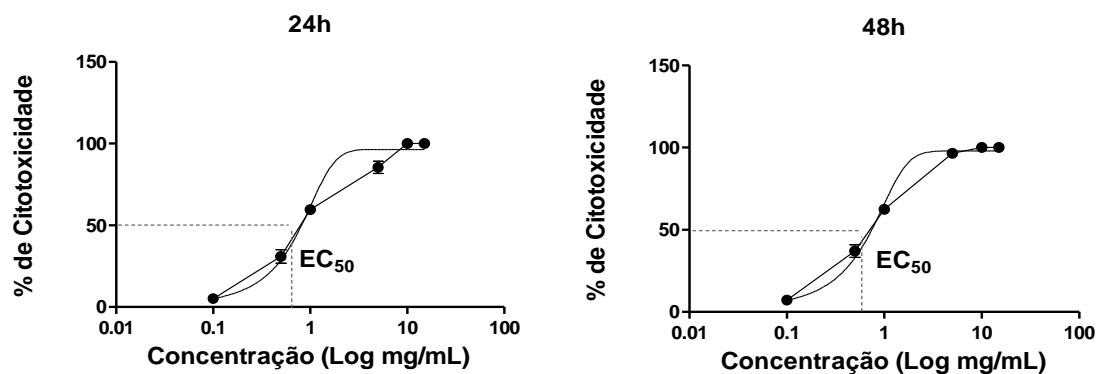 24h
% de Citotoxicidade
150
100
50
0
0.01 0.1 1 10 100
EC50
Concentração (Log mg/mL)
48h
% de Citotoxicidade
150
100
50
0
0.01 0.1 1 10 100
EC50
Concentração (Log mg/mL)